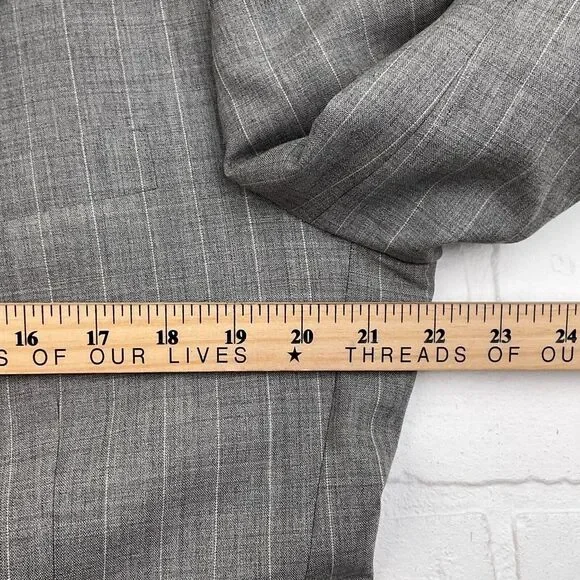 16 17 18 19 20 21 22 23 24
S OF OUR LIVES ★ THREADS OF OU